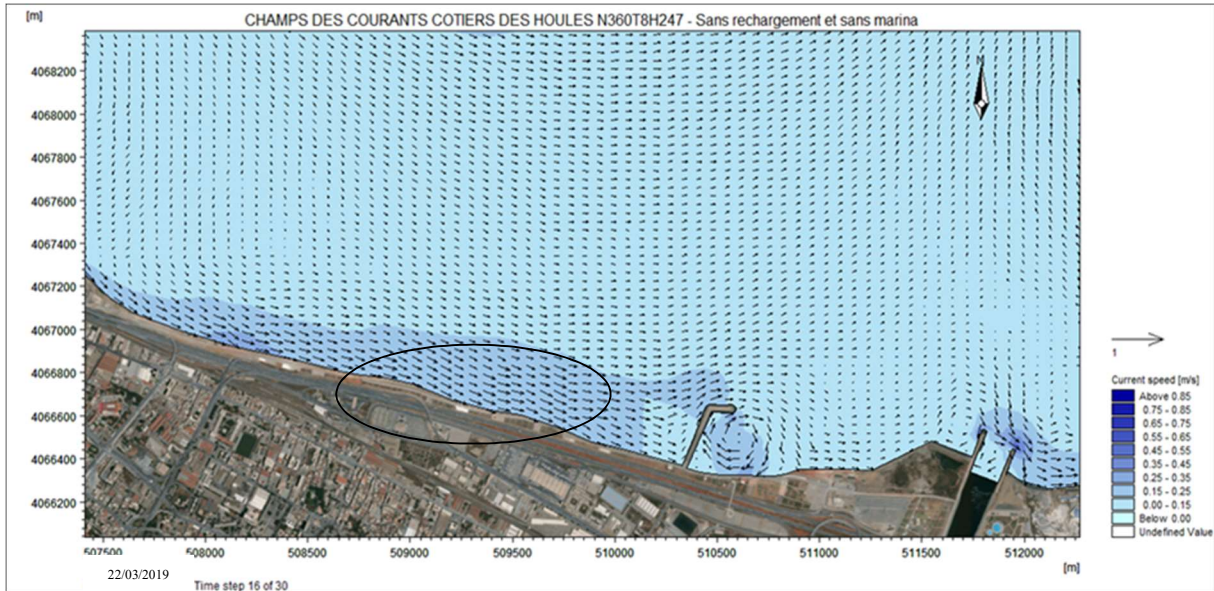 [m]
CHAMPS DES COURANTS COTIERS DES HOULES N360T8H247 - Sans rechargement et sans marina
4068200
4068000
4067800
4067600
4067400
4067200
4067000
4066800
4066600
4066400
4066200
N
1
Current speed [m/s]
Above 0.85
0.75 - 0.85
0.65 - 0.75
0.55 - 0.65
0.45 - 0.55
0.35 - 0.45
0.25 - 0.35
0.15 - 0.25
0.00 - 0.15
Below 0.00
Undefined Value
507500 508000 508500 509000 509500 510000 510500 511000 511500 512000
[m]
22/03/2019
Time step 16 of 30